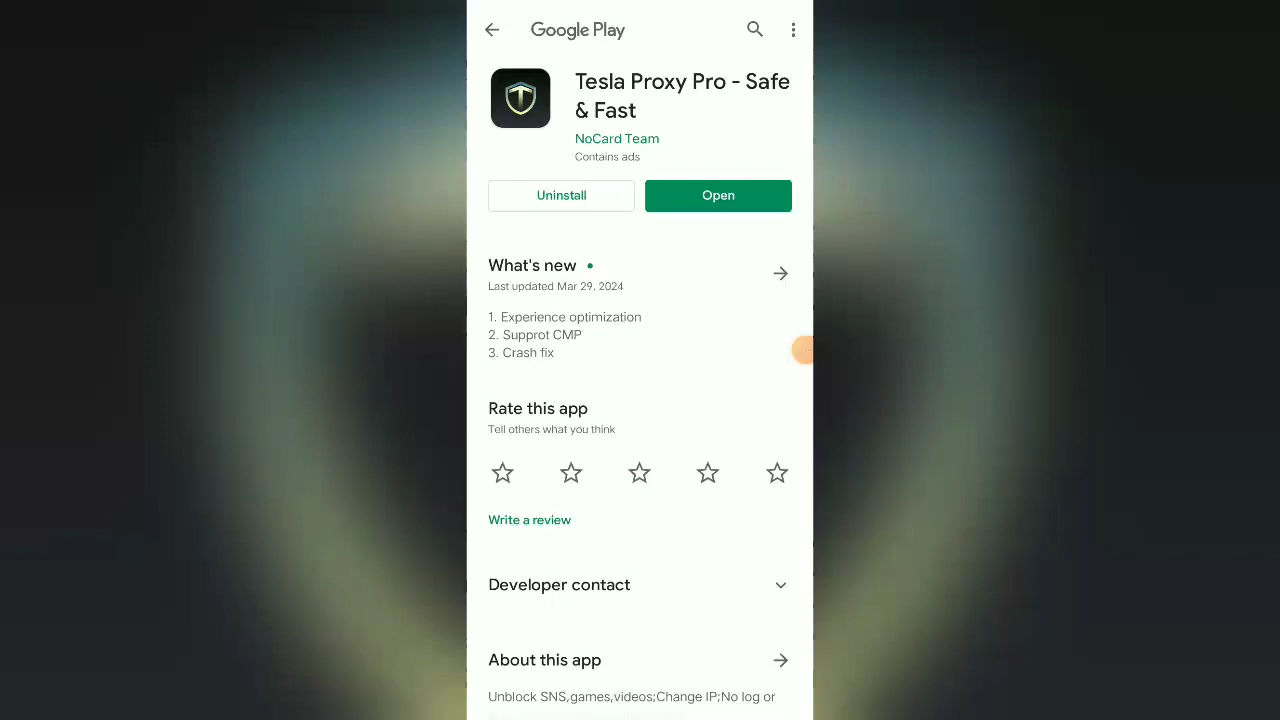 Google Play
Tesla Proxy Pro - Safe
& Fast
NoCard Team
Contains ads
Uninstall
Open
What's new
Last updated Mar 29, 2024
1. Experience optimization
2. Supprot CMP
3. Crash fix
Rate this app
Tell others what you think
Write a review
Developer contact
About this app
Unblock SNS,games,videos;Change IP;No log or